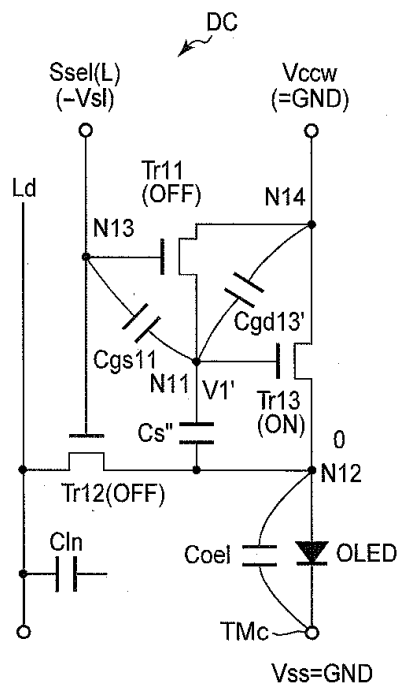 DC
Ssel(L)
(–Vsl)
Vccw
(=GND)
Ld
Tr11
(OFF)
N14
N13
Cgd13'
Cgs11
N11
V1'
Tr13
(ON)
Cs"
0
N12
Tr12(OFF)
Cln
Coel
OLED
TMc
Vss=GND